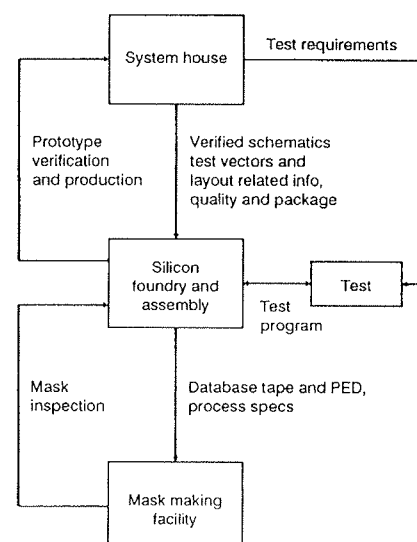 System house
Test requirements
Prototype
verification
and production
Verified schematics
test vectors and
layout related info,
quality and package
Silicon
foundry and
assembly
Test
Test
program
Mask
inspection
Database tape and PED,
process specs
Mask making
facility